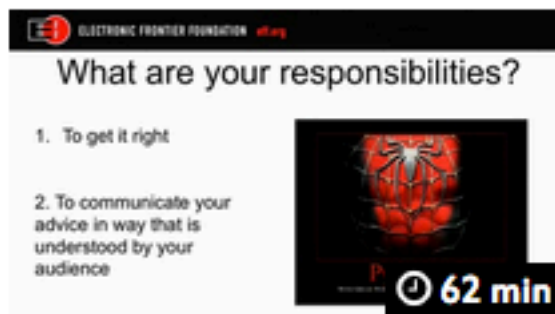 ELECTRONIC FRONTIER FOUNDATION eff.org
What are your responsibilities?
1. To get it right
2. To communicate your
advice in way that is
understood by your
audience
62 min